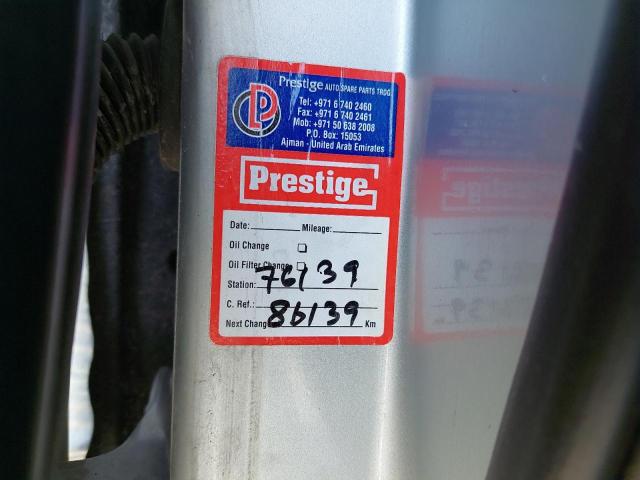 Prestige AUTO SPARE PARTS TRDG
Tel: +971 6 740 2460
Fax: +971 6 740 2461
Mob: +971 50 638 2008
P.O. Box: 15053
Ajman - United Arab Emirates
Prestige
Date: Mileage:
Oil Change
Oil Filter Change
76139
Station:
C. Ref.:
86139
Next Change Km